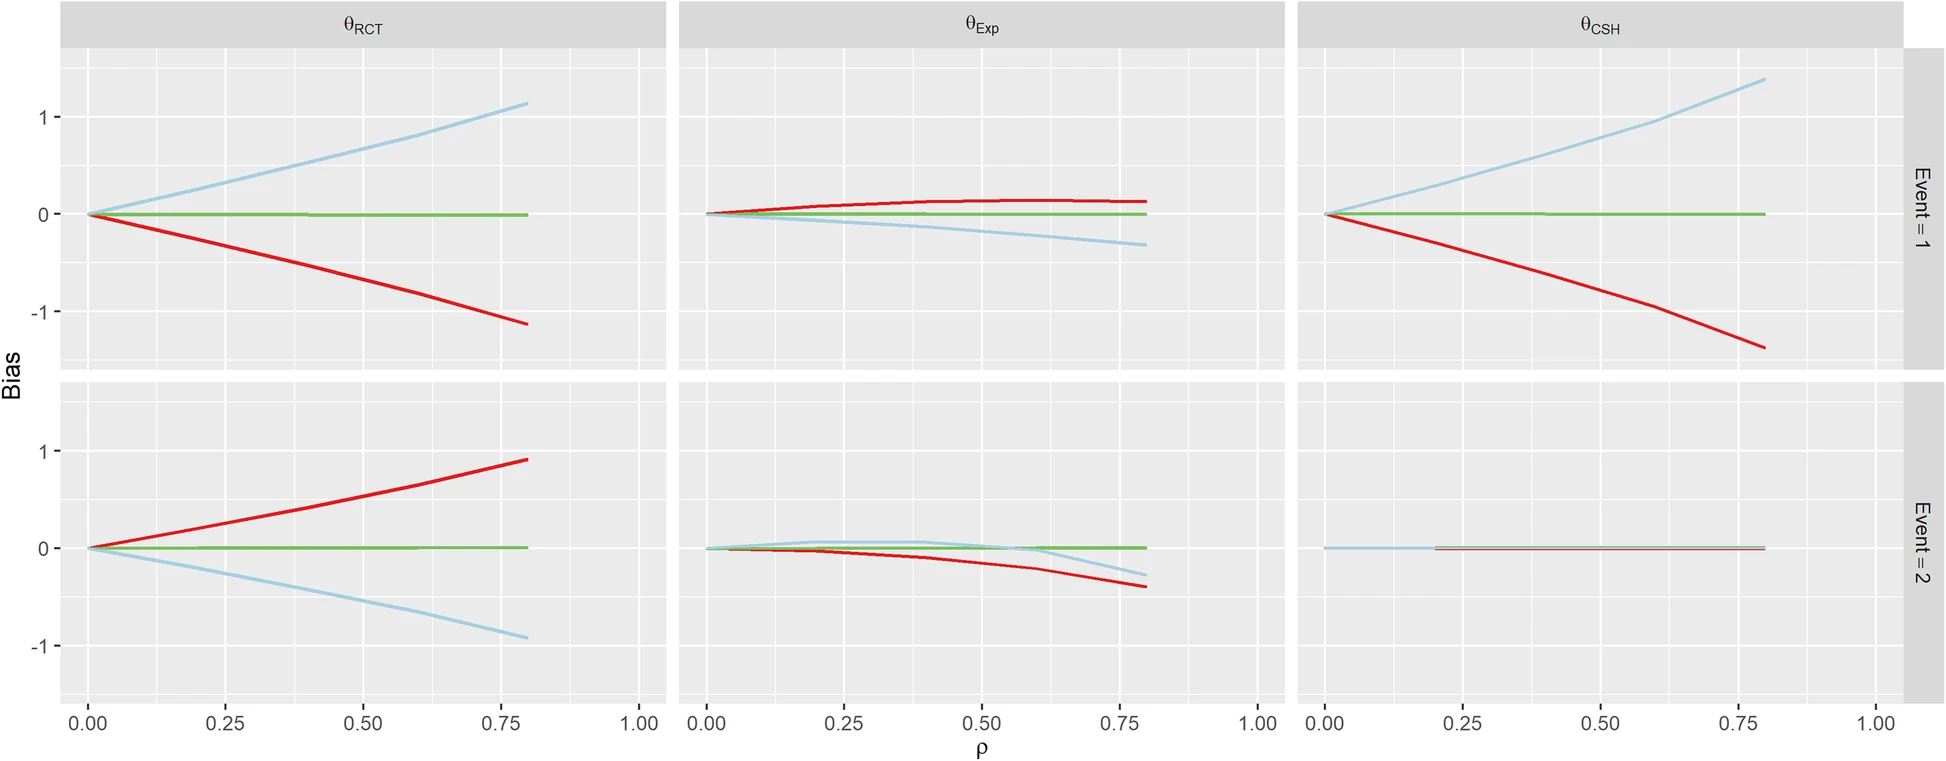 θRCT θExp θCSH
1
0
-1
Event = 1
Bias
1
0
-1
Event = 2
0.00 0.25 0.50 0.75 1.00 0.00 0.25 0.50 0.75 1.00 0.00 0.25 0.50 0.75 1.00
ρ